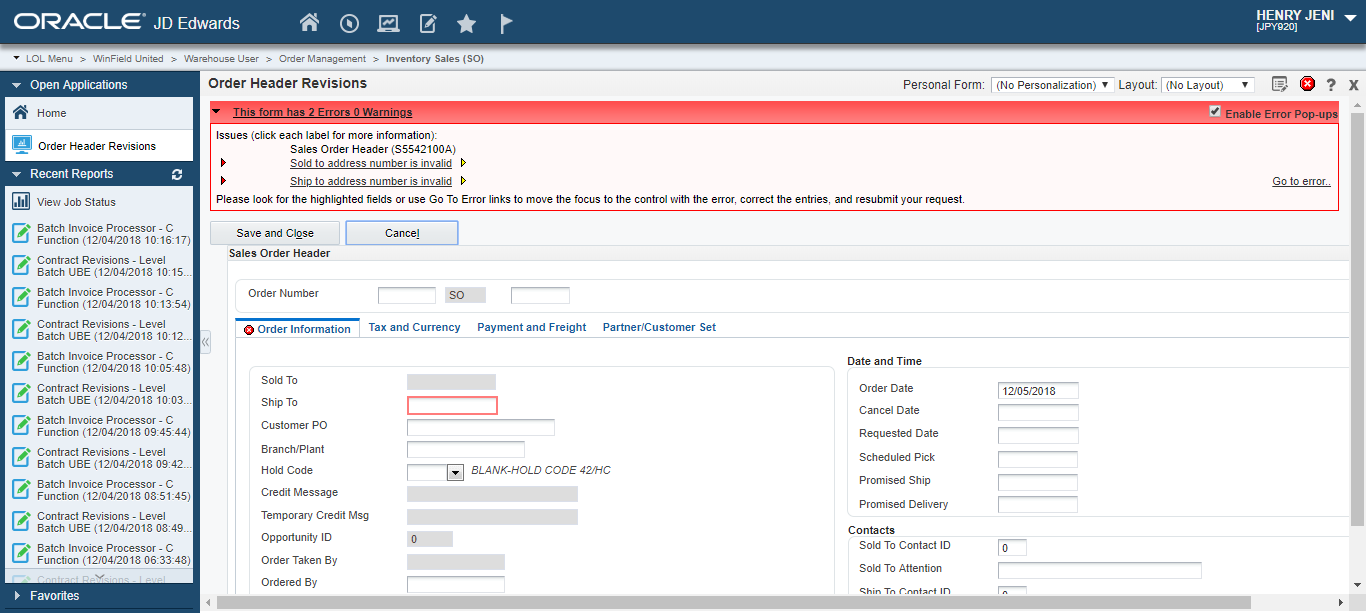 ORACLE JD Edwards
HENRY JENI
[JPY920]
LOL Menu > WinField United > Warehouse User > Order Management > Inventory Sales (SO)
Open Applications
Home
Order Header Revisions
Recent Reports
View Job Status
Batch Invoice Processor - C
Function (12/04/2018 10:16:17)
Contract Revisions - Level
Batch UBE (12/04/2018 10:15...
Batch Invoice Processor - C
Function (12/04/2018 10:13:54)
Contract Revisions - Level
Batch UBE (12/04/2018 10:12...
Batch Invoice Processor - C
Function (12/04/2018 10:05:48)
Contract Revisions - Level
Batch UBE (12/04/2018 10:03...
Batch Invoice Processor - C
Function (12/04/2018 09:45:44)
Contract Revisions - Level
Batch UBE (12/04/2018 09:42...
Batch Invoice Processor - C
Function (12/04/2018 08:51:45)
Contract Revisions - Level
Batch UBE (12/04/2018 08:49...
Batch Invoice Processor - C
Function (12/04/2018 06:33:48)
Contract Revisions - Level
Favorites
Order Header Revisions
Personal Form: (No Personalization) Layout: (No Layout)
This form has 2 Errors 0 Warnings
Enable Error Pop-ups
Issues (click each label for more information):
Sales Order Header (S5542100A)
Sold to address number is invalid
Ship to address number is invalid
Go to error..
Please look for the highlighted fields or use Go To Error links to move the focus to the control with the error, correct the entries, and resubmit your request.
Save and Close Cancel
Sales Order Header
Order Number SO
Order Information Tax and Currency Payment and Freight Partner/Customer Set
Sold To
Ship To
Customer PO
Branch/Plant
Hold Code BLANK-HOLD CODE 42/HC
Credit Message
Temporary Credit Msg
Opportunity ID 0
Order Taken By
Ordered By
Date and Time
Order Date 12/05/2018
Cancel Date
Requested Date
Scheduled Pick
Promised Ship
Promised Delivery
Contacts
Sold To Contact ID 0
Sold To Attention
Ship To Contact ID 0